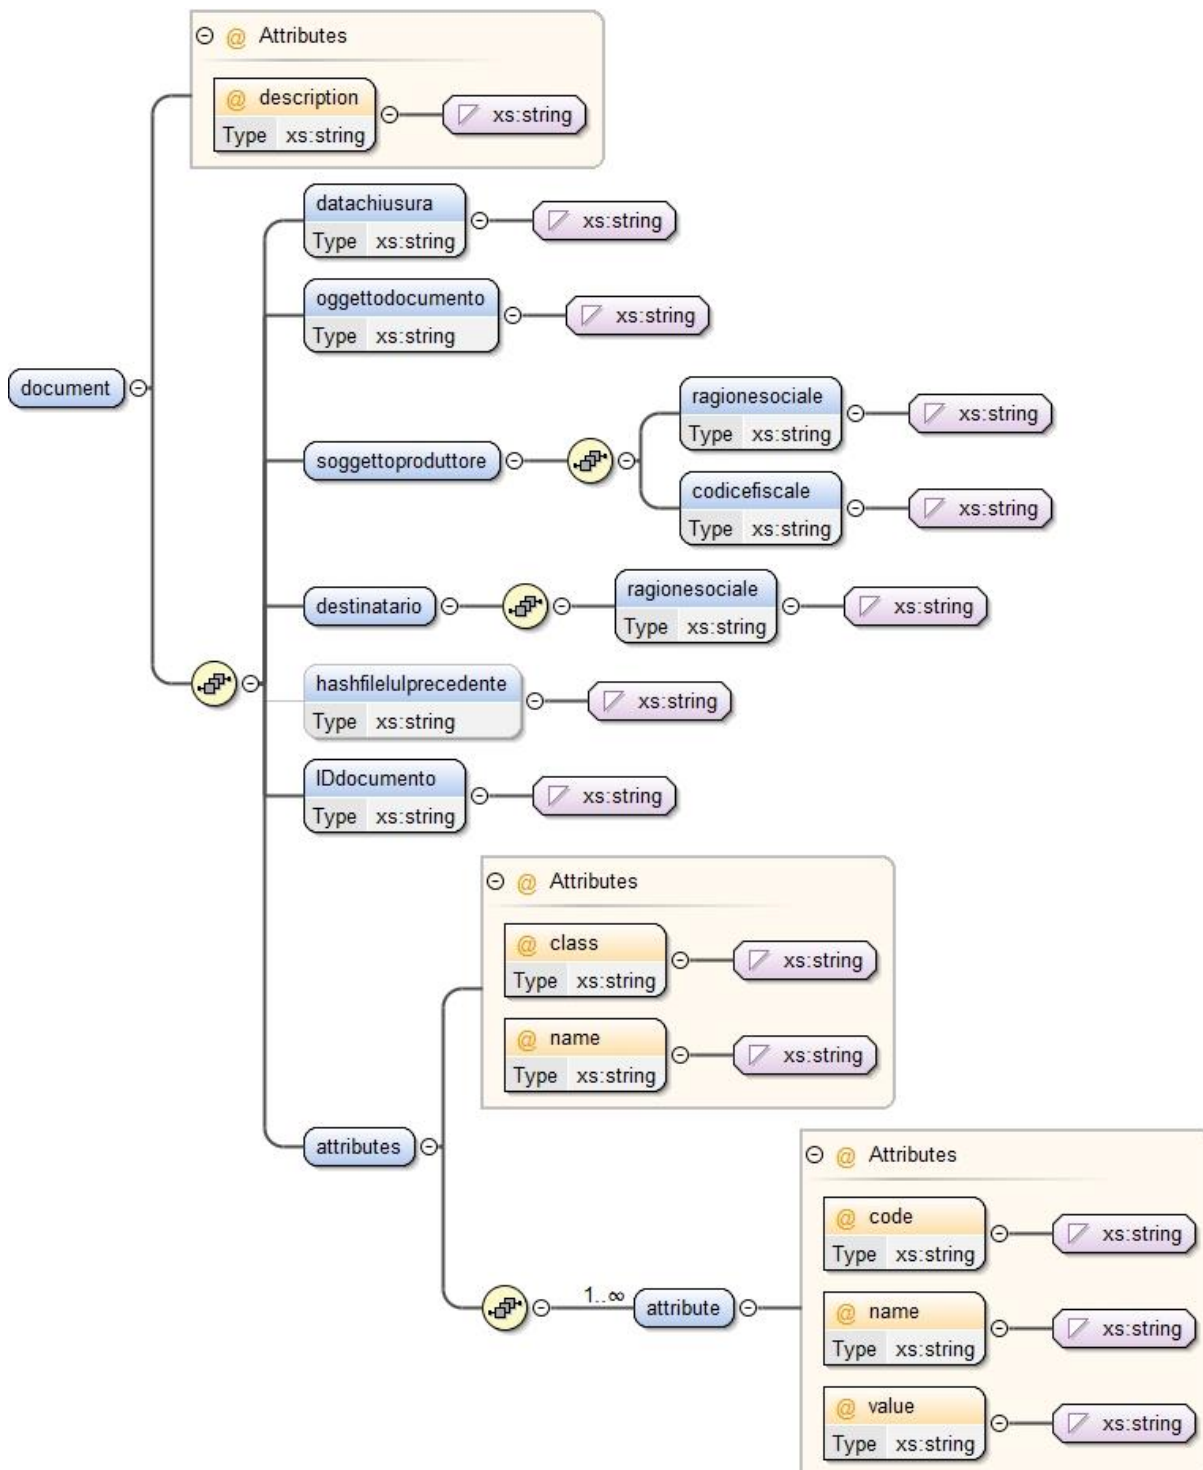 @ Attributes
@ description
Type xs:string
xs:string
datachiusura
Type xs:string
xs:string
oggettodocumento
Type xs:string
xs:string
document
soggettoproduttore
ragionesociale
Type xs:string
xs:string
codicefiscale
Type xs:string
xs:string
destinatario
ragionesociale
Type xs:string
xs:string
hashfilelulprecedente
Type xs:string
xs:string
IDdocumento
Type xs:string
xs:string
attributes
@ Attributes
@ class
Type xs:string
xs:string
@ name
Type xs:string
xs:string
1..∞
attribute
@ Attributes
@ code
Type xs:string
xs:string
@ name
Type xs:string
xs:string
@ value
Type xs:string
xs:string